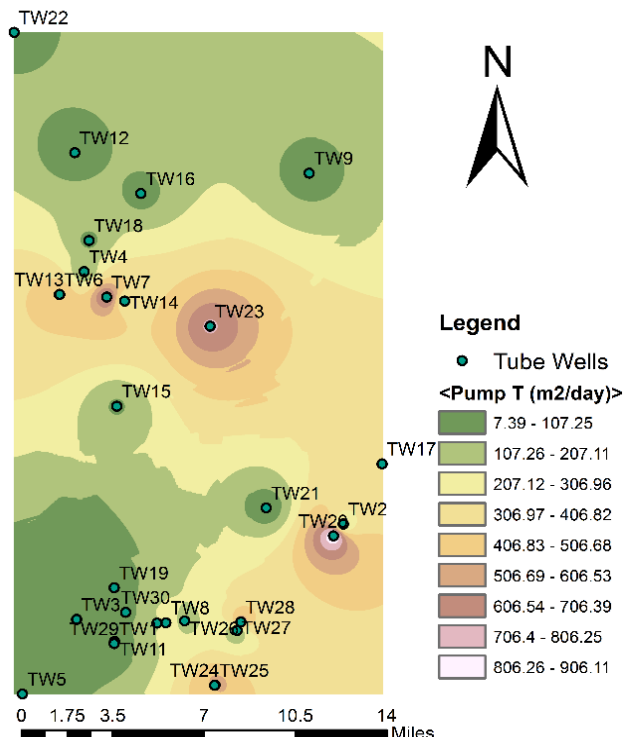 TW22
N
TW12
TW9
TW16
TW18
TW4
TW13TW6
TW7
TW14
TW23
Legend
Tube Wells
<Pump T (m2/day)>
7.39 - 107.25
107.26 - 207.11
207.12 - 306.96
306.97 - 406.82
406.83 - 506.68
506.69 - 606.53
606.54 - 706.39
706.4 - 806.25
806.26 - 906.11
TW15
TW17
TW21
TW2
TW20
TW19
TW30
TW3
TW8
TW28
TW29TW1
TW26
TW27
TW11
TW24TW25
TW5
0 1.75 3.5 7 10.5 14
Miles